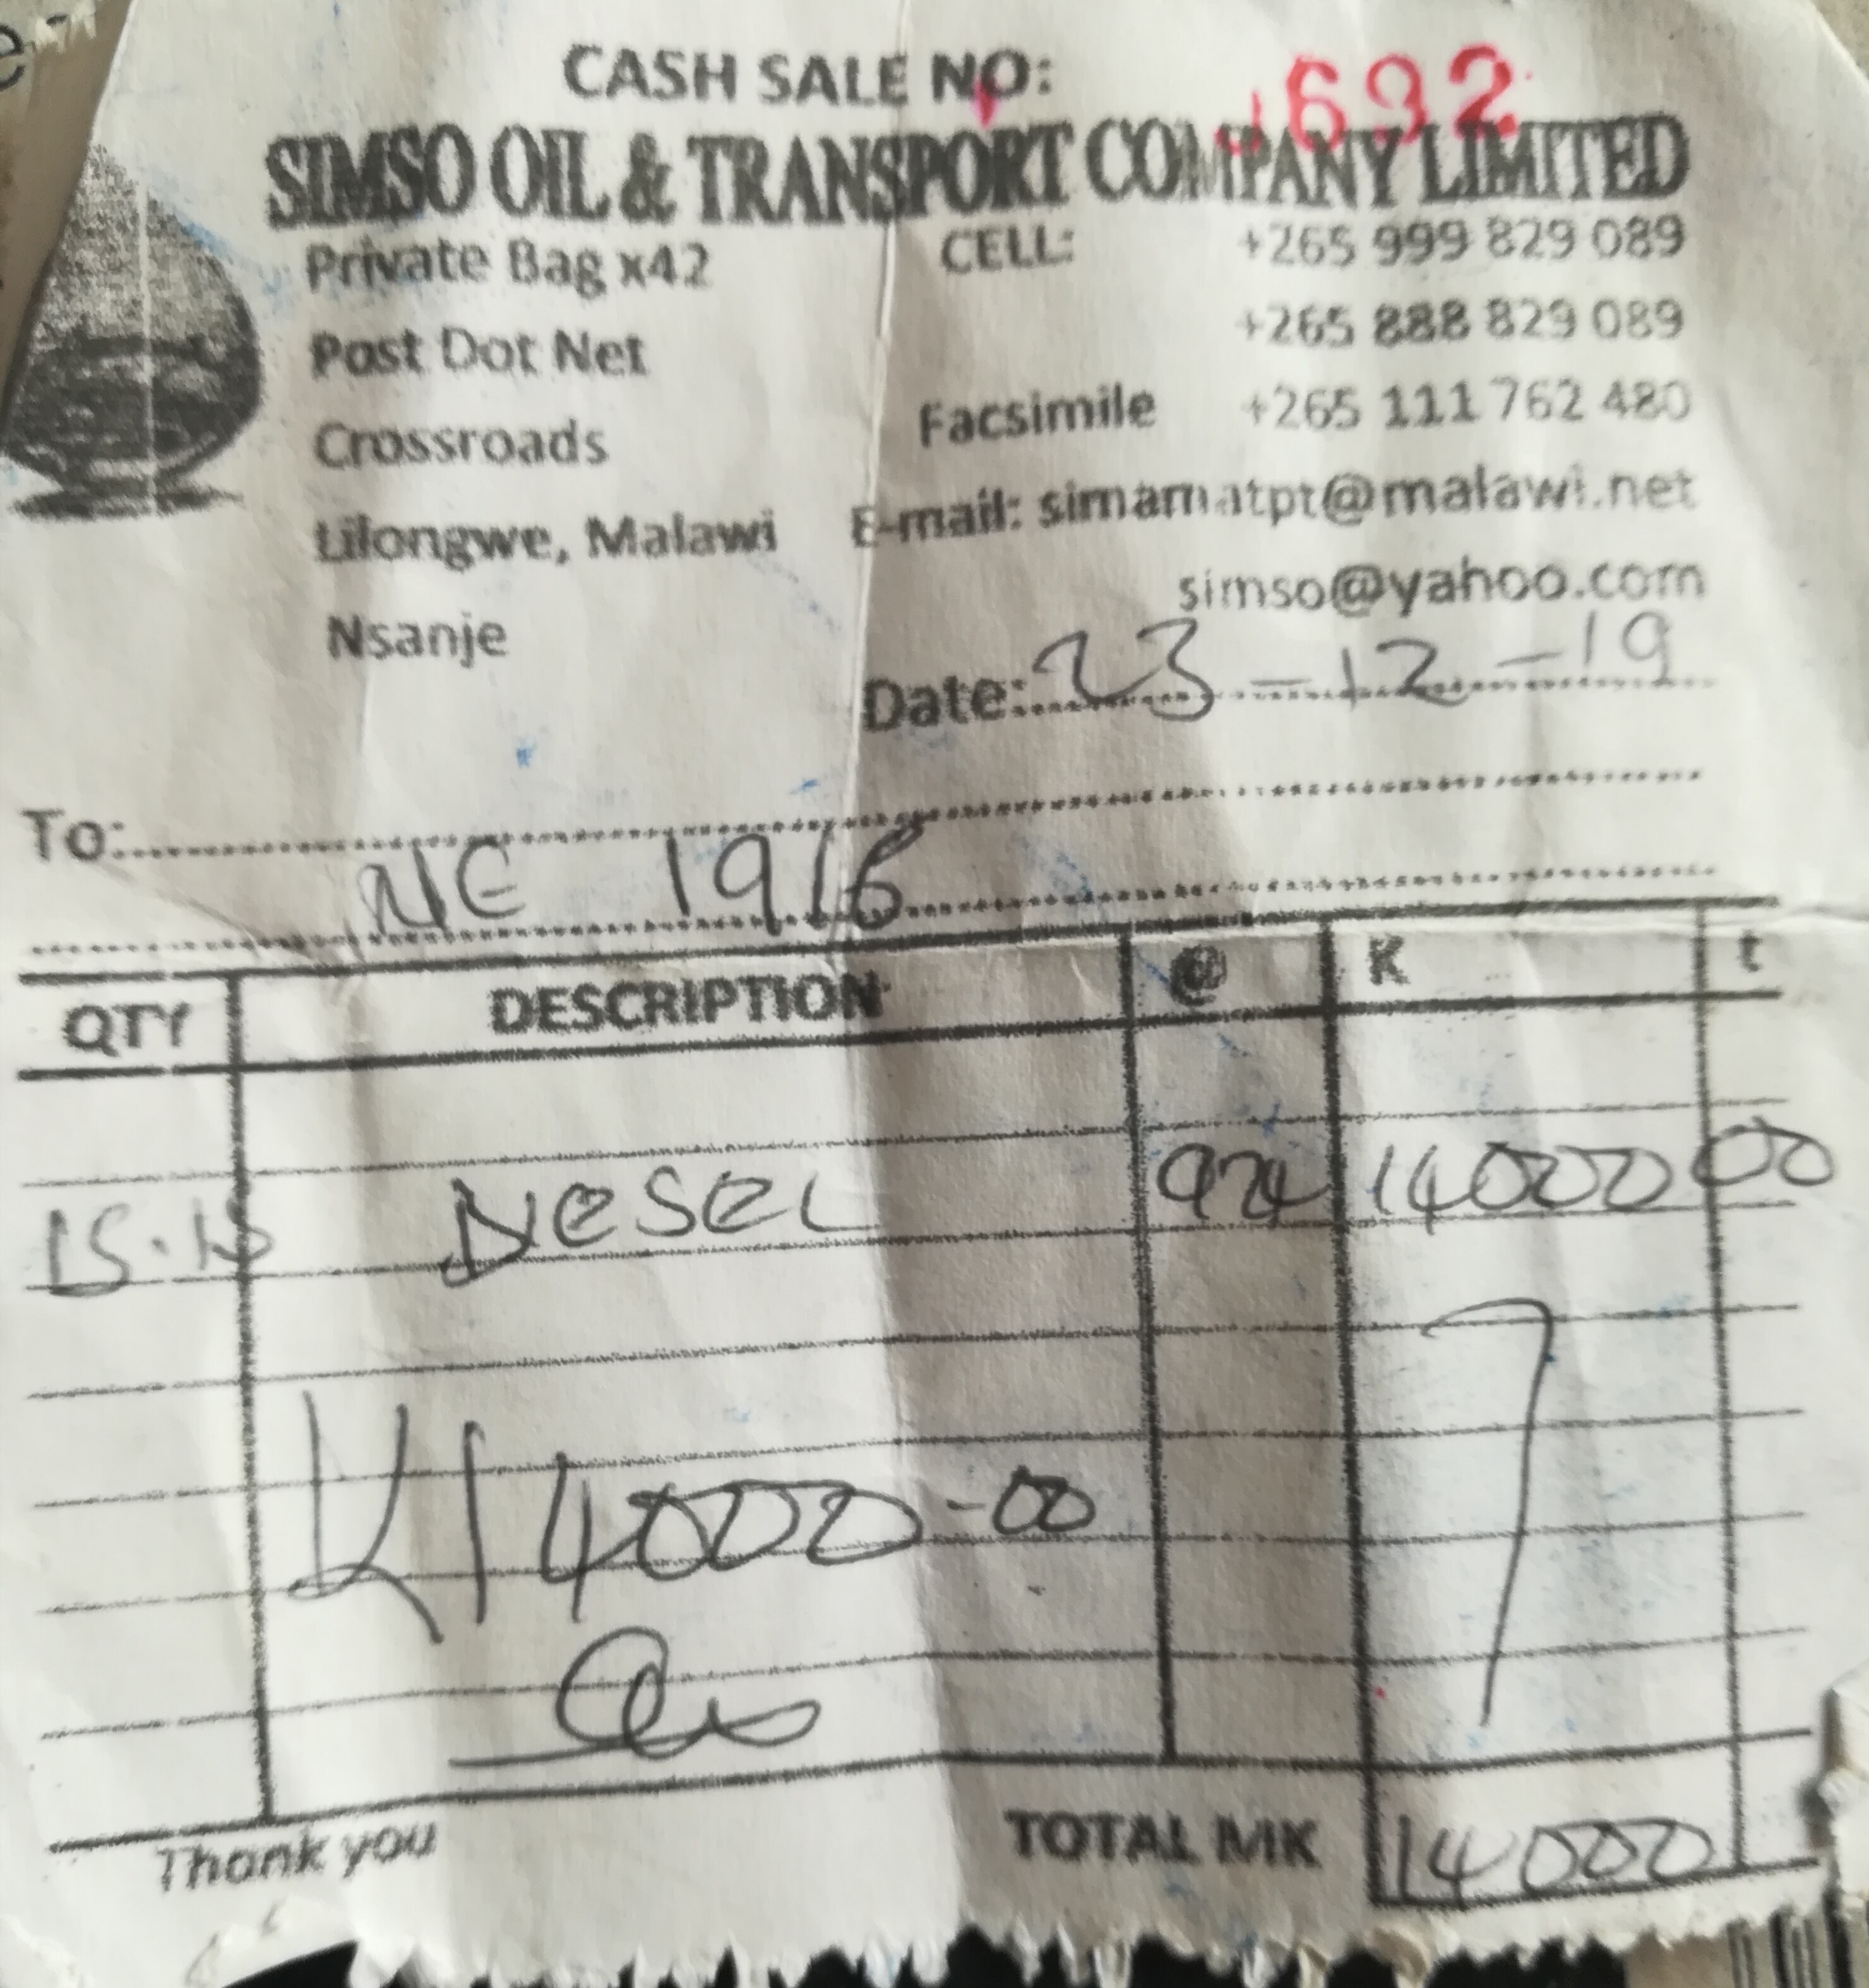 CASH SALE NO: 1692
SIMSO OIL & TRANSPORT COMPANY LIMITED
Private Bag x42 CELL: +265 999 829 089
Post Dot Net +265 888 829 089
Crossroads Facsimile +265 111 762 480
Lilongwe, Malawi E-mail: simamatpt@malawi.net
simso@yahoo.com
Nsanje
Date: 23-12-19
To:
NE 1916
QTY DESCRIPTION @ K t
15.15 DIESEL 924 14000 00
K14000-00
Thank you TOTAL MK 14000